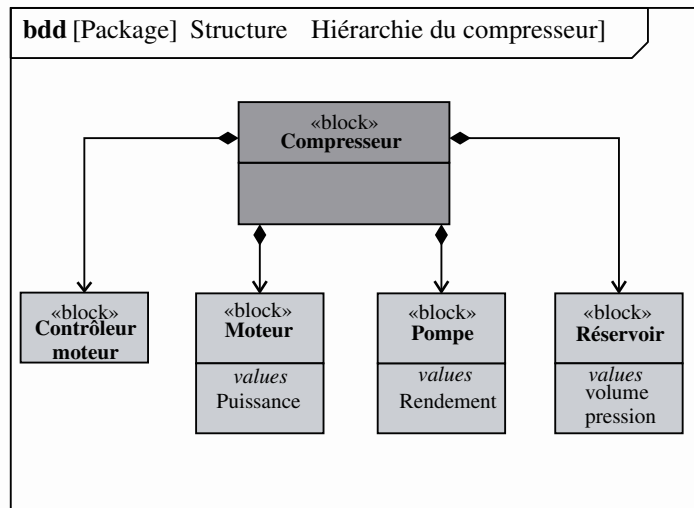 bdd [Package] Structure Hiérarchie du compresseur]
«block»
Compresseur
«block»
Contrôleur
moteur
«block»
Moteur
values
Puissance
«block»
Pompe
values
Rendement
«block»
Réservoir
values
volume
pression